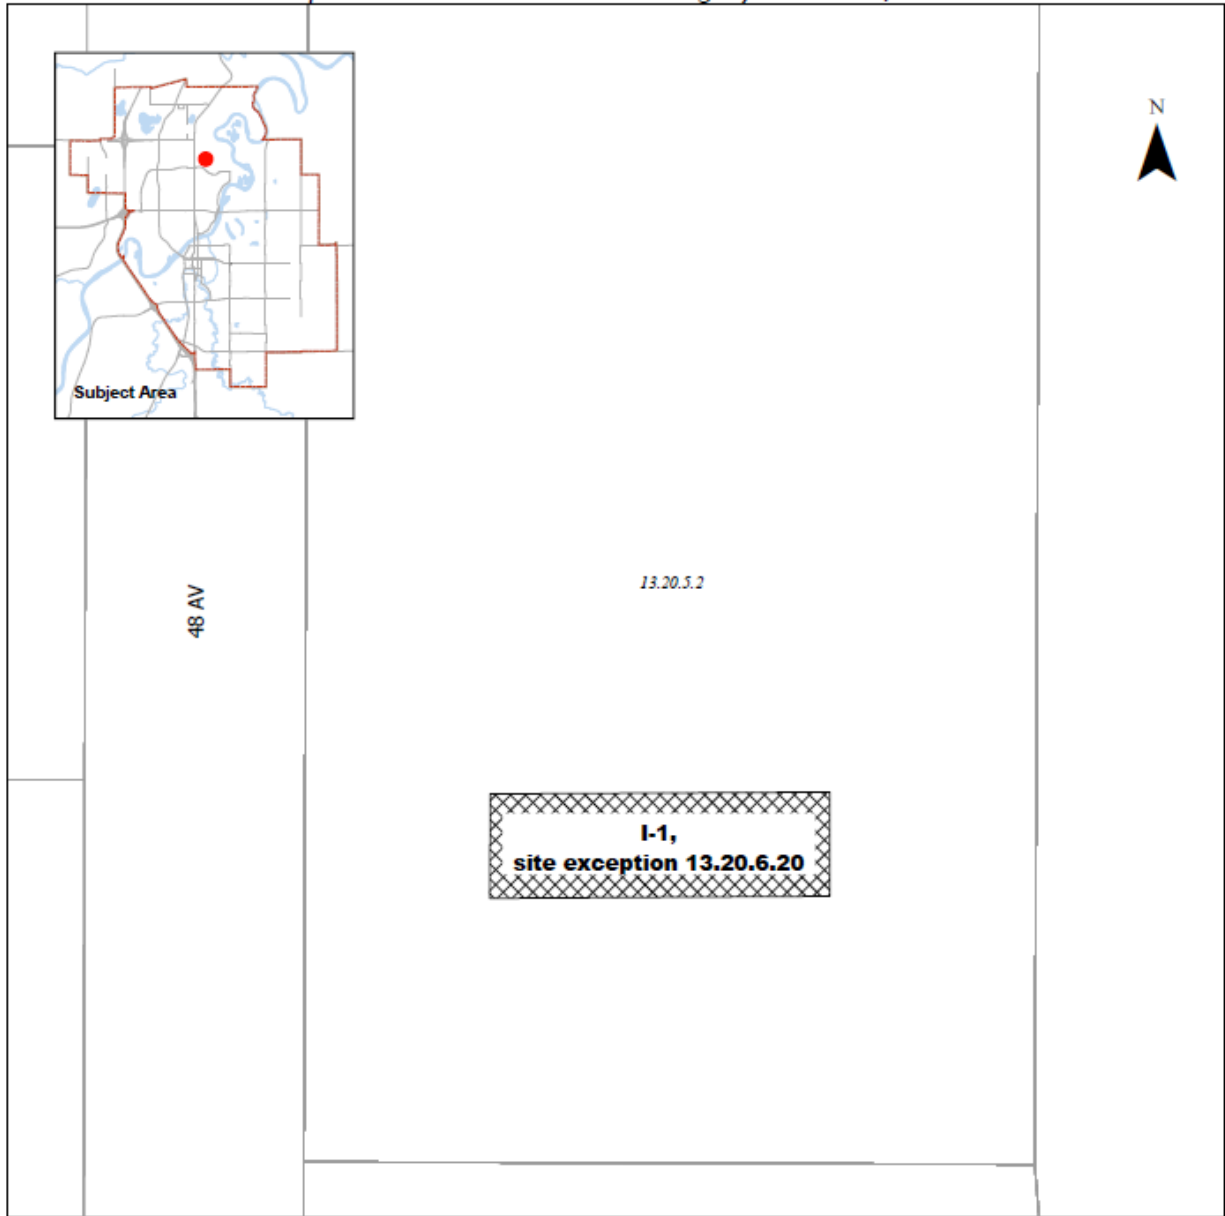 N
Subject Area
48 AV
13.20.5.2
I-1,
site exception 13.20.6.20